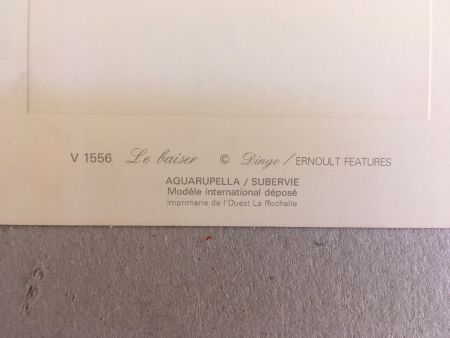 V 1556 Le baiser © Dingo / ERNOULT FEATURES
AQUARUPELLA / SUBERVIE
Modèle international déposé
Imprimerie de l'Ouest La Rochelle